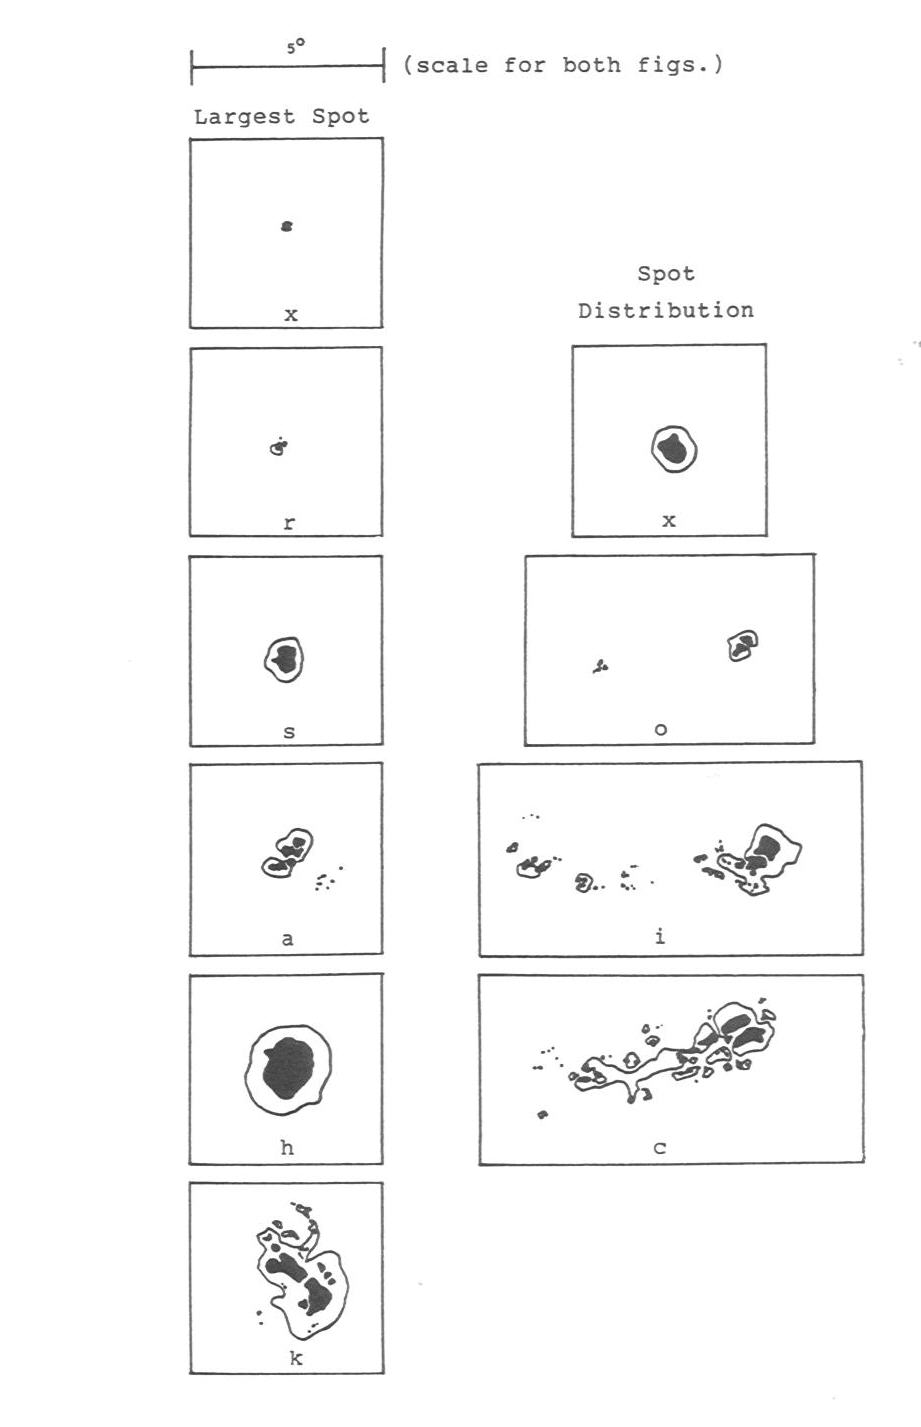 5°
(scale for both figs.)
Largest Spot
x
r
s
a
h
k
Spot
Distribution
x
o
i
c